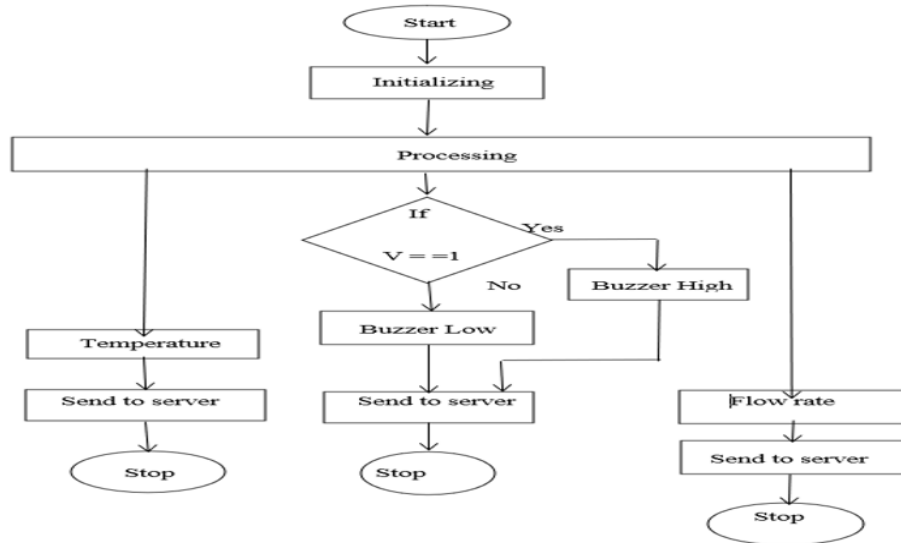 Start
Initializing
Processing
If
Yes
V = =1
No
Buzzer High
Buzzer Low
Temperature
Send to server
Send to server
Flow rate
Send to server
Stop
Stop
Stop